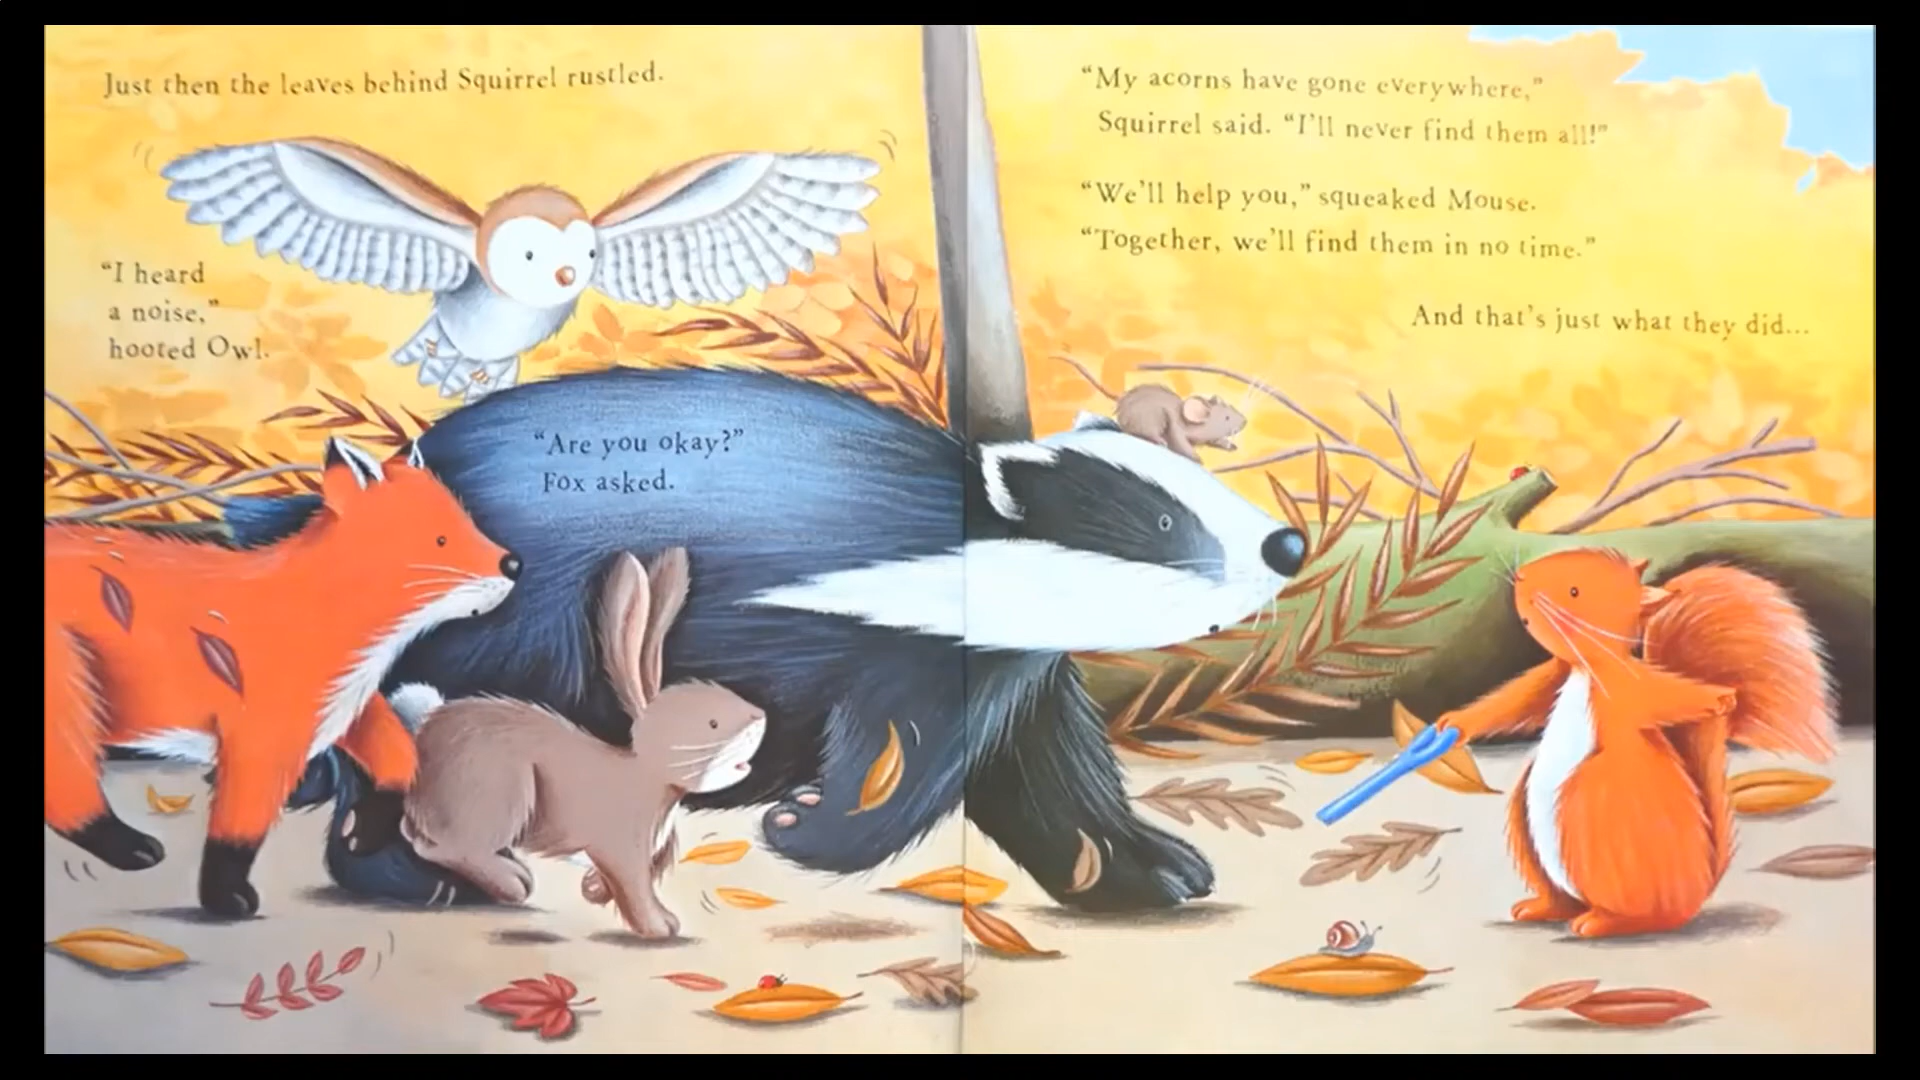 Just then the leaves behind Squirrel rustled.
“I heard
a noise,”
hooted Owl.
“Are you okay?”
Fox asked.
“My acorns have gone everywhere,”
Squirrel said. “I’ll never find them all!”
“We’ll help you,” squeaked Mouse.
“Together, we’ll find them in no time.”
And that’s just what they did...